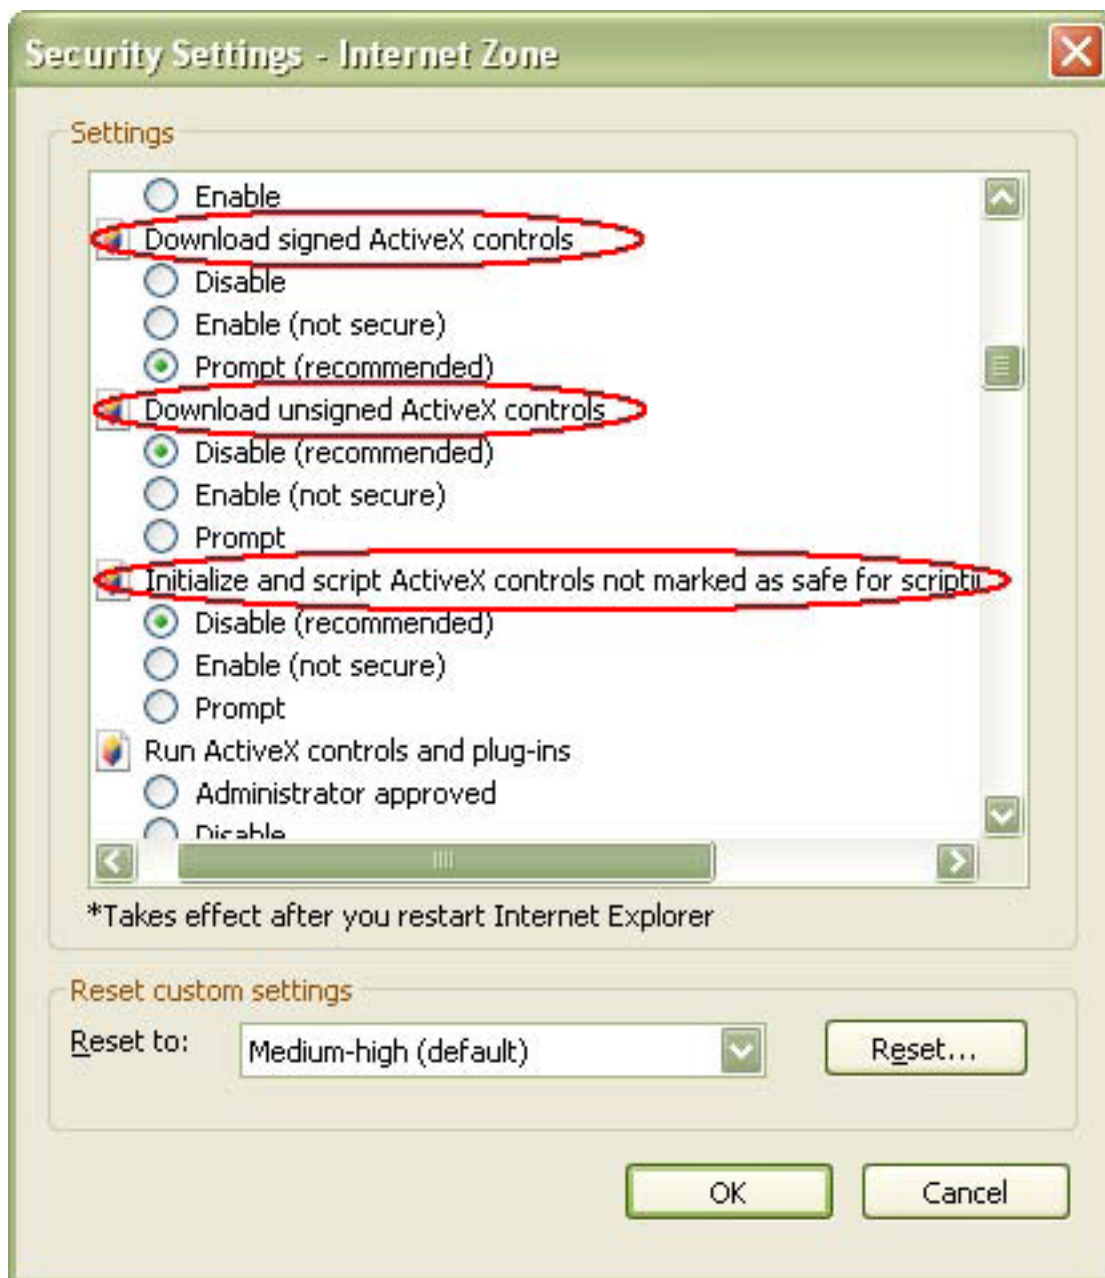 Security Settings - Internet Zone
Settings
Enable
Download signed ActiveX controls
Disable
Enable (not secure)
Prompt (recommended)
Download unsigned ActiveX controls
Disable (recommended)
Enable (not secure)
Prompt
Initialize and script ActiveX controls not marked as safe for scripti
Disable (recommended)
Enable (not secure)
Prompt
Run ActiveX controls and plug-ins
Administrator approved
Disable
*Takes effect after you restart Internet Explorer
Reset custom settings
Reset to:
Medium-high (default)
Reset...
OK
Cancel